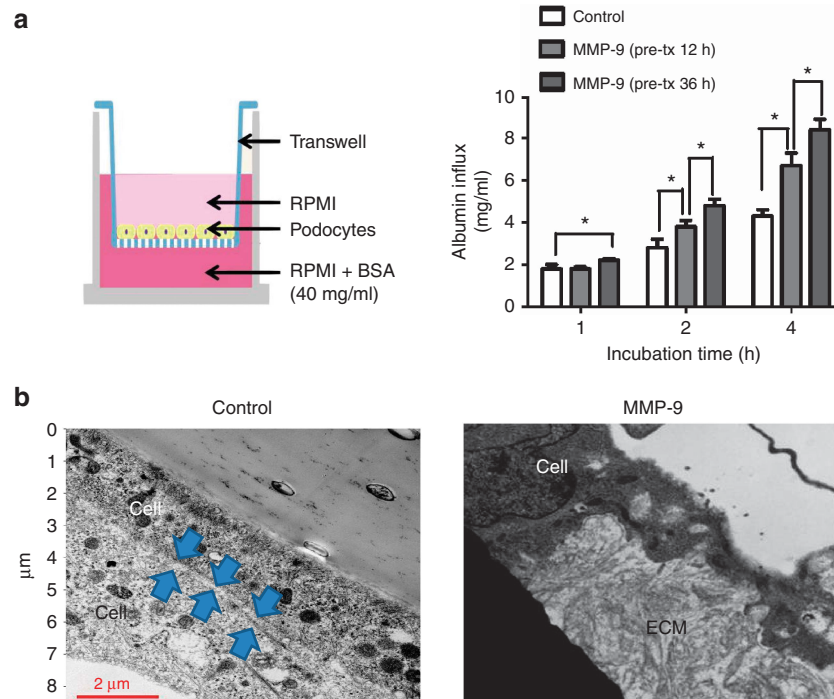 a
Transwell
RPMI
Podocytes
RPMI + BSA
(40 mg/ml)
Control
MMP-9 (pre-tx 12 h)
MMP-9 (pre-tx 36 h)
Albumin influx
(mg/ml)
10
8
6
4
2
0
*
*
*
*
*
1
2
4
Incubation time (h)
b
Control
MMP-9
μm
0
1
2
3
4
5
6
7
8
Cell
Cell
2 μm
Cell
ECM